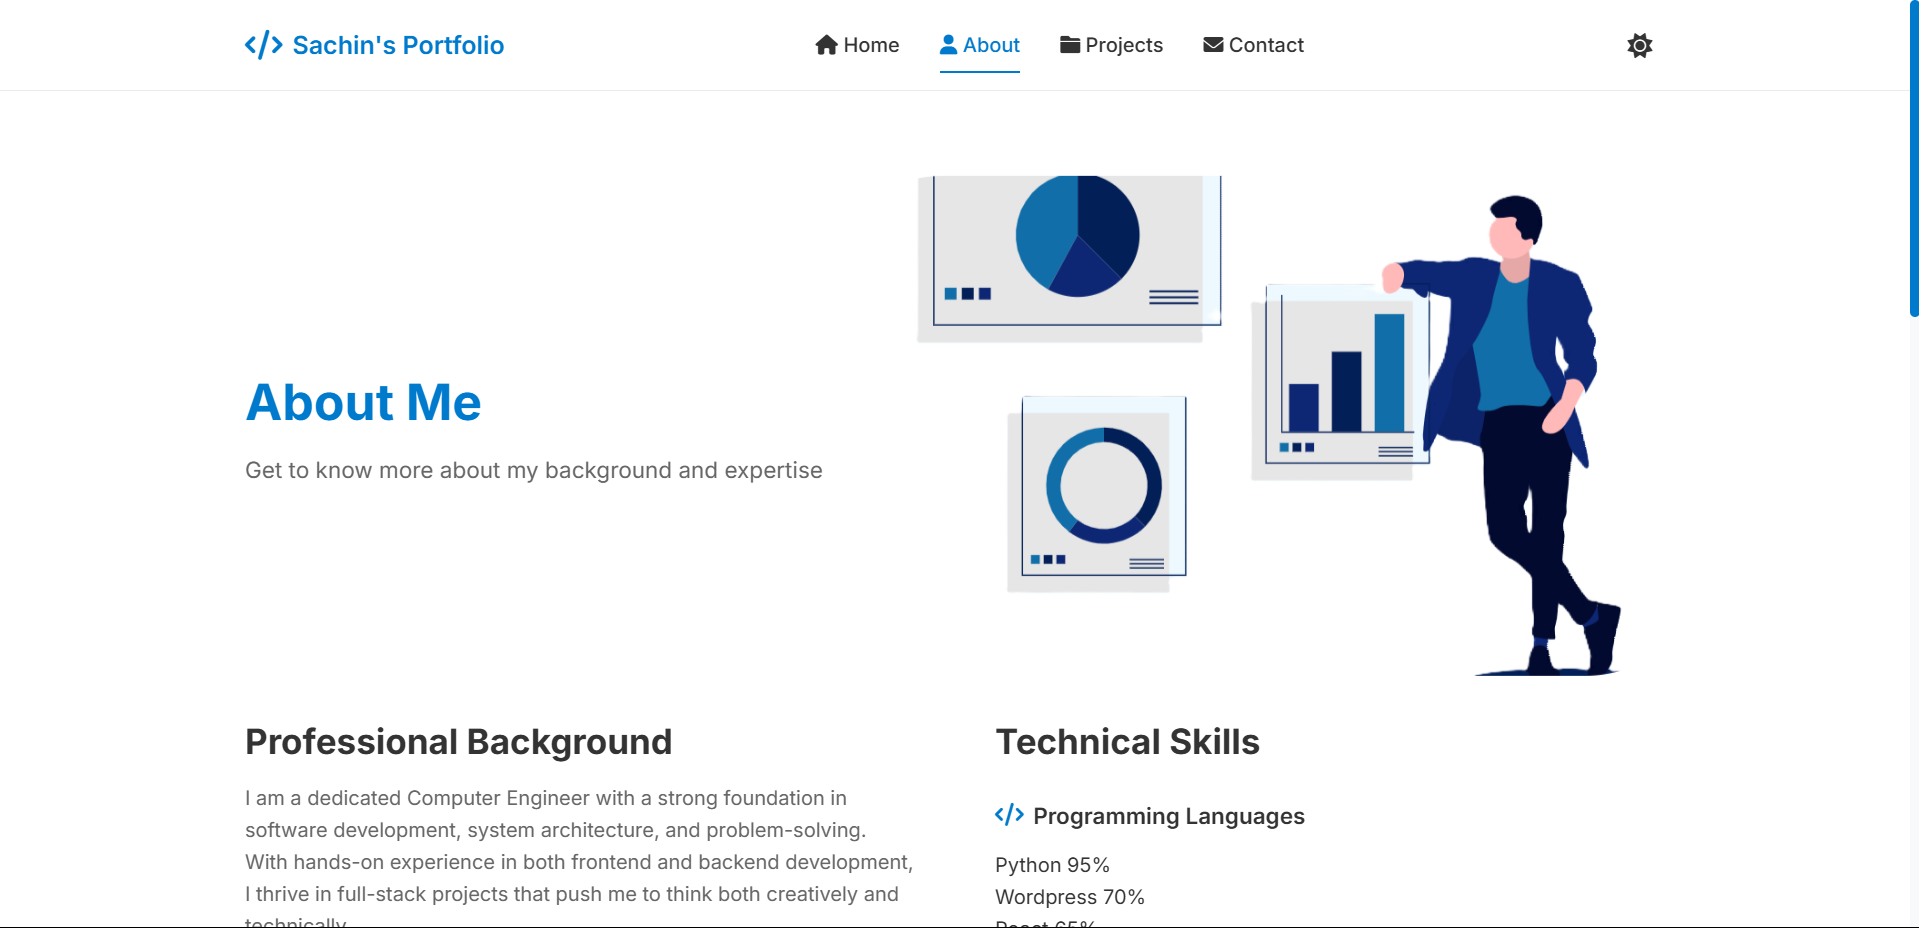 Sachin's Portfolio
Home
About
Projects
Contact
About Me
Get to know more about my background and expertise
Professional Background
I am a dedicated Computer Engineer with a strong foundation in
software development, system architecture, and problem-solving.
With hands-on experience in both frontend and backend development,
I thrive in full-stack projects that push me to think both creatively and
technically.
Technical Skills
Programming Languages
Python 95%
Wordpress 70%
React 65%